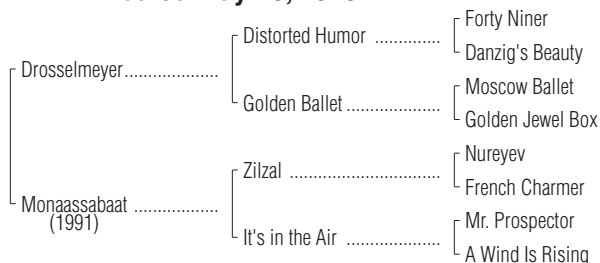 Forty Niner
Distorted Humor
Danzig's Beauty
Drosselmeyer
Moscow Ballet
Golden Ballet
Golden Jewel Box
Nureyev
Zilzal
French Charmer
Monaassabaat
(1991)
Mr. Prospector
It's in the Air
A Wind Is Rising